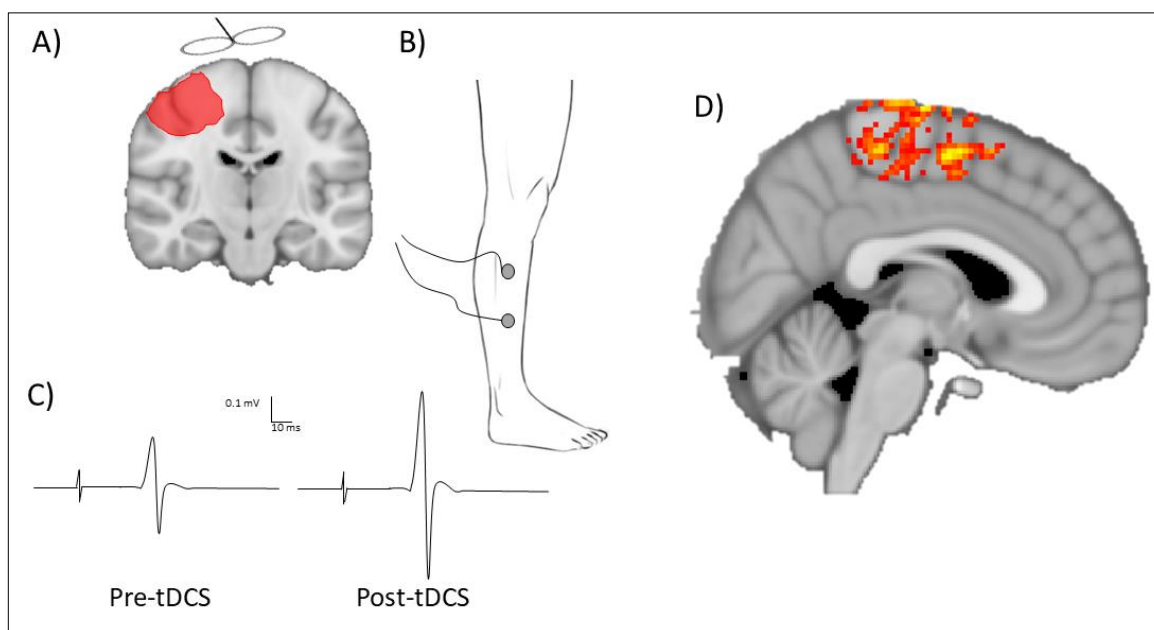 A)
B)
D)
C)
0.1 mV
10 ms
Pre-tDCS
Post-tDCS